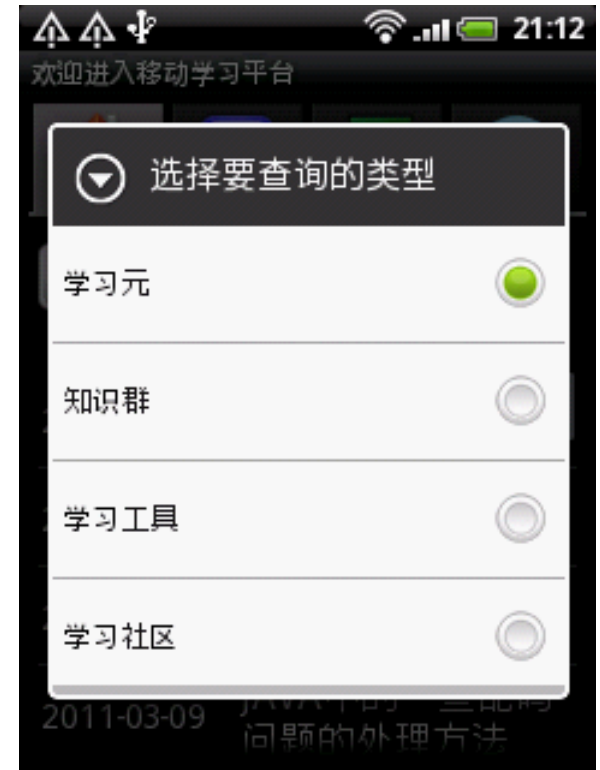 21:12
欢迎进入移动学习平台
选择要查询的类型
学习元
知识群
学习工具
学习社区
2011-03-09
问题的处理方法